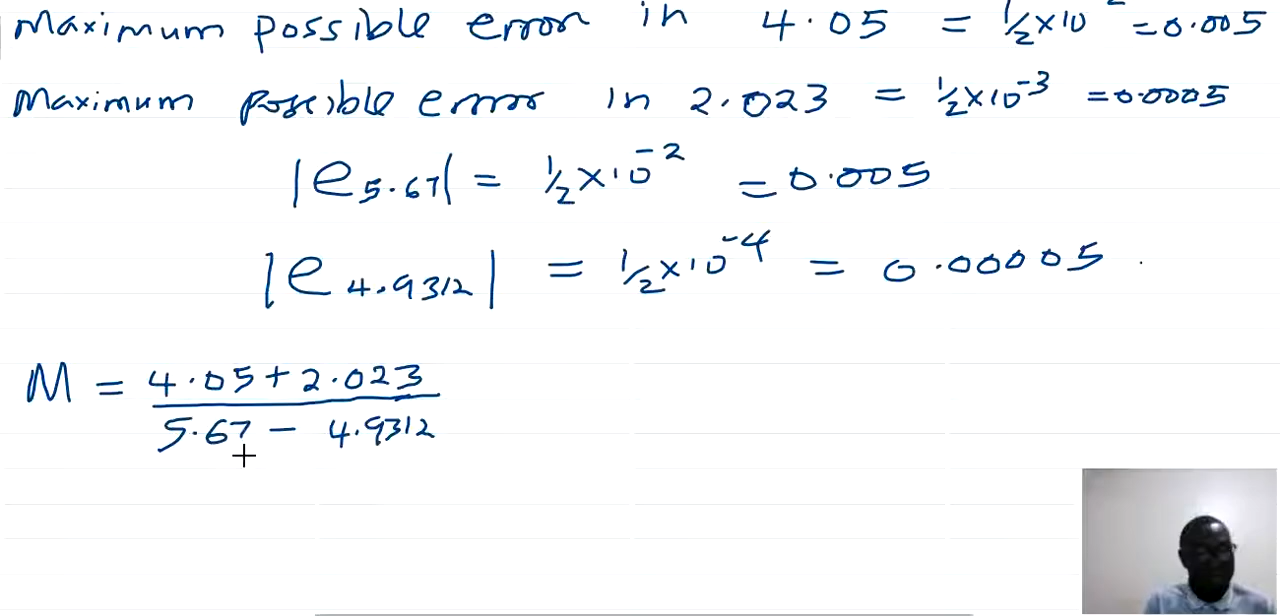 Maximum possible error in 4.05 = ½×10⁻² = 0.005
Maximum possible error in 2.023 = ½×10⁻³ = 0.0005
|e₅.₆₇| = ½×10⁻² = 0.005
|e₄.₉₃₁₂| = ½×10⁻⁴ = 0.00005
M = 4.05 + 2.023
5.67 − 4.9312